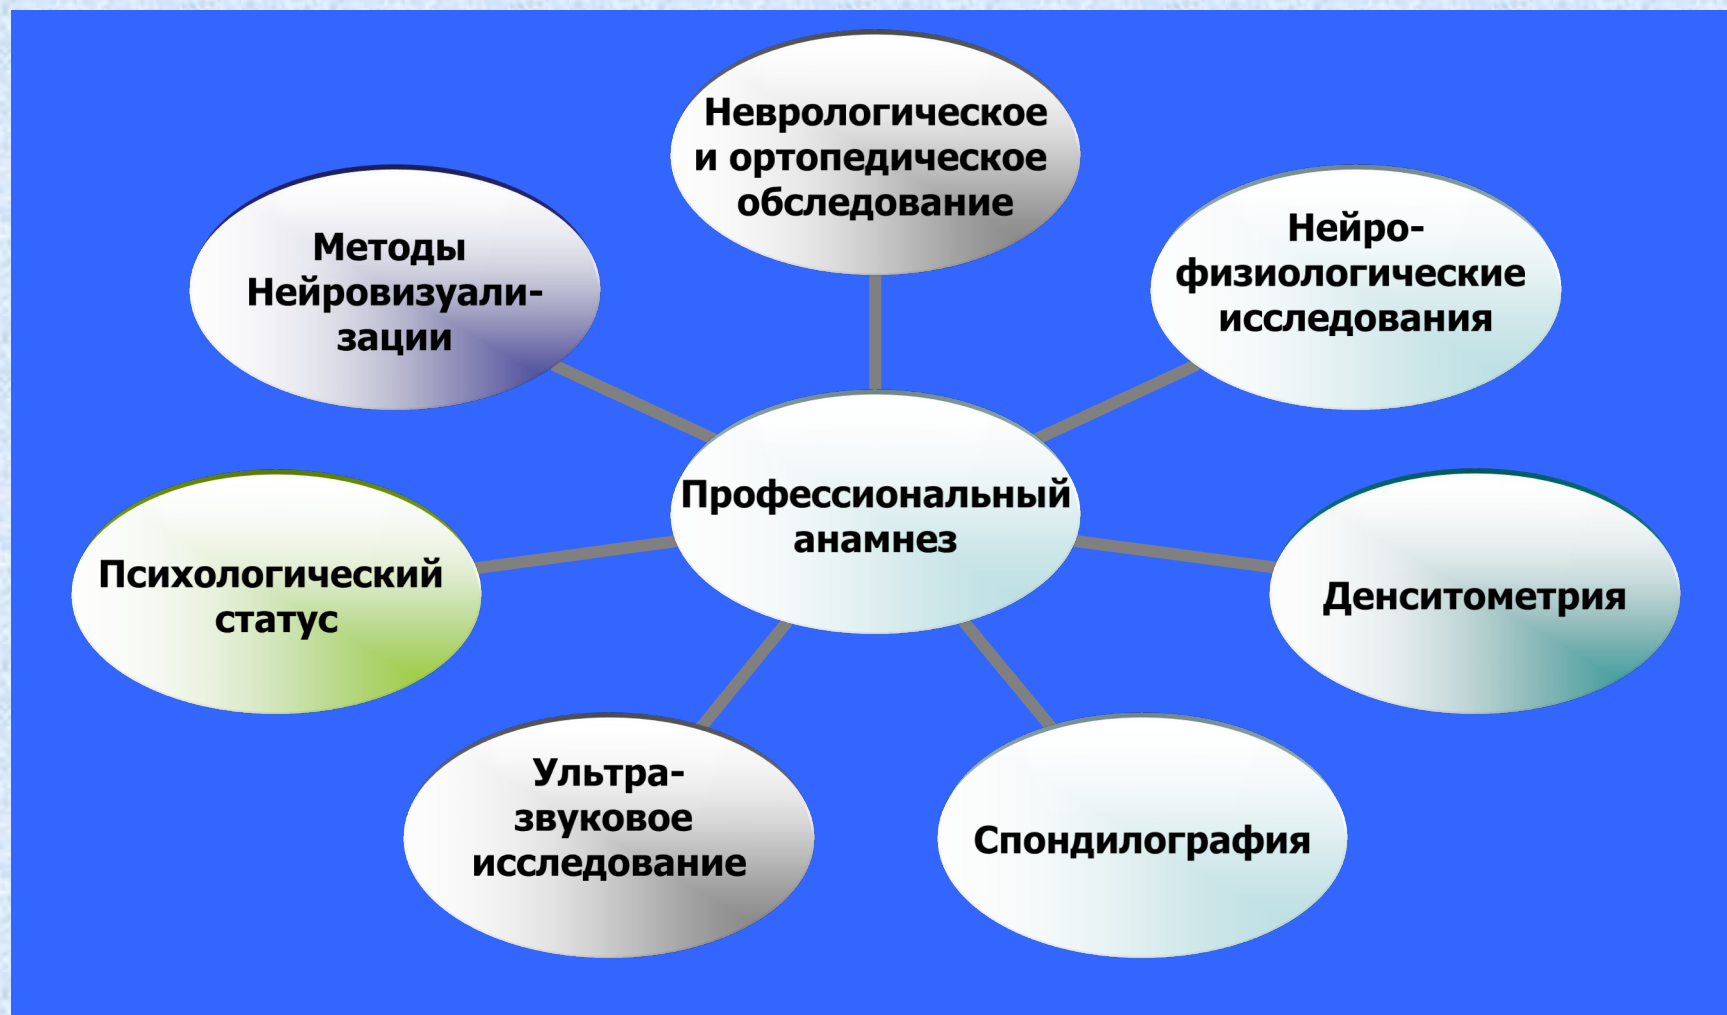 Неврологическое
и ортопедическое
обследование
Методы
Нейровизуали-
зации
Нейро-
физиологические
исследования
Профессиональный
анамнез
Психологический
статус
Денситометрия
Ультра-
звуковое
исследование
Спондилография